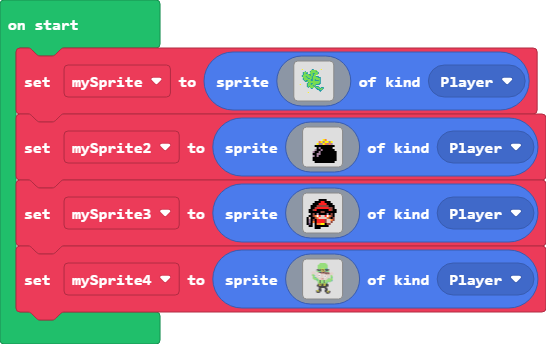 on start
set mySprite to sprite of kind Player
set mySprite2 to sprite of kind Player
set mySprite3 to sprite of kind Player
set mySprite4 to sprite of kind Player